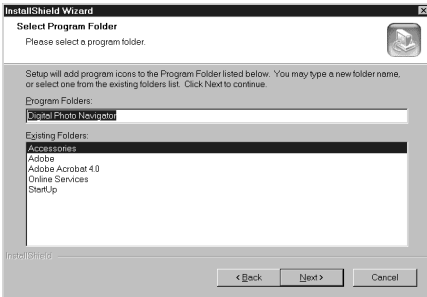 InstallShield Wizard
Select Program Folder
Please select a program folder.
Setup will add program icons to the Program Folder listed below. You may type a new folder name,
or select one from the existing folders list. Click Next to continue.
Program Folders:
Digital Photo Navigator
Existing Folders:
Accessories
Adobe
Adobe Acrobat 4.0
Online Services
StartUp
InstallShield
< Back Next > Cancel